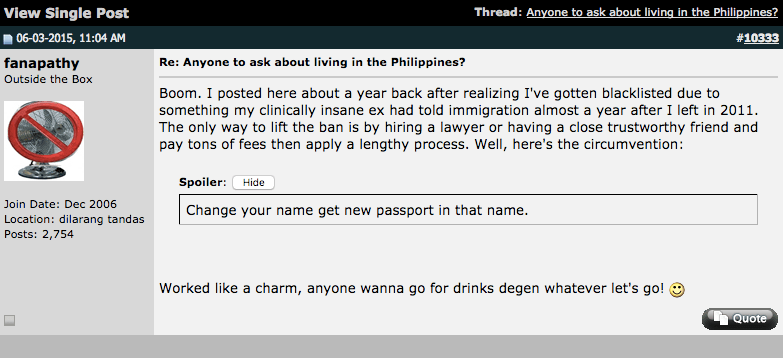 View Single Post
Thread: Anyone to ask about living in the Philippines?
06-03-2015, 11:04 AM
#10333
fanapathy
Outside the Box
Join Date: Dec 2006
Location: dilarang tandas
Posts: 2,754
Re: Anyone to ask about living in the Philippines?
Boom. I posted here about a year back after realizing I've gotten blacklisted due to
something my clinically insane ex had told immigration almost a year after I left in 2011.
The only way to lift the ban is by hiring a lawyer or having a close trustworthy friend and
pay tons of fees then apply a lengthy process. Well, here's the circumvention:
Spoiler: Hide
Change your name get new passport in that name.
Worked like a charm, anyone wanna go for drinks degen whatever let's go!
Quote